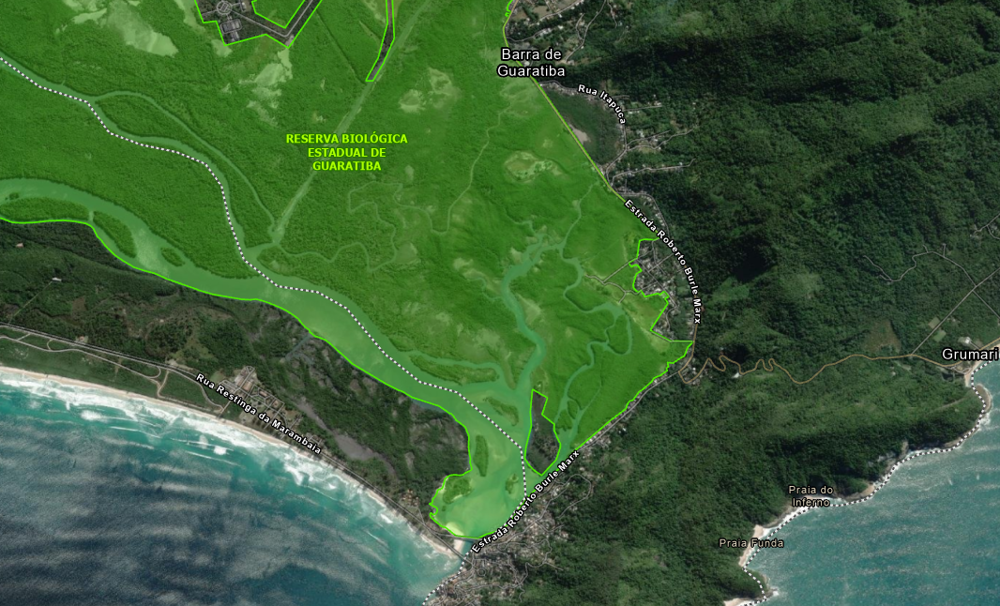 Barra de
Guaratiba
Rua Itapuca
RESERVA BIOLÓGICA
ESTADUAL DE
GUARATIBA
Estrada Roberto Burle Marx
Grumari
Rua Restinga da Marambaia
Estrada Roberto Burle Marx
Praia do
Inferno
Praia Funda